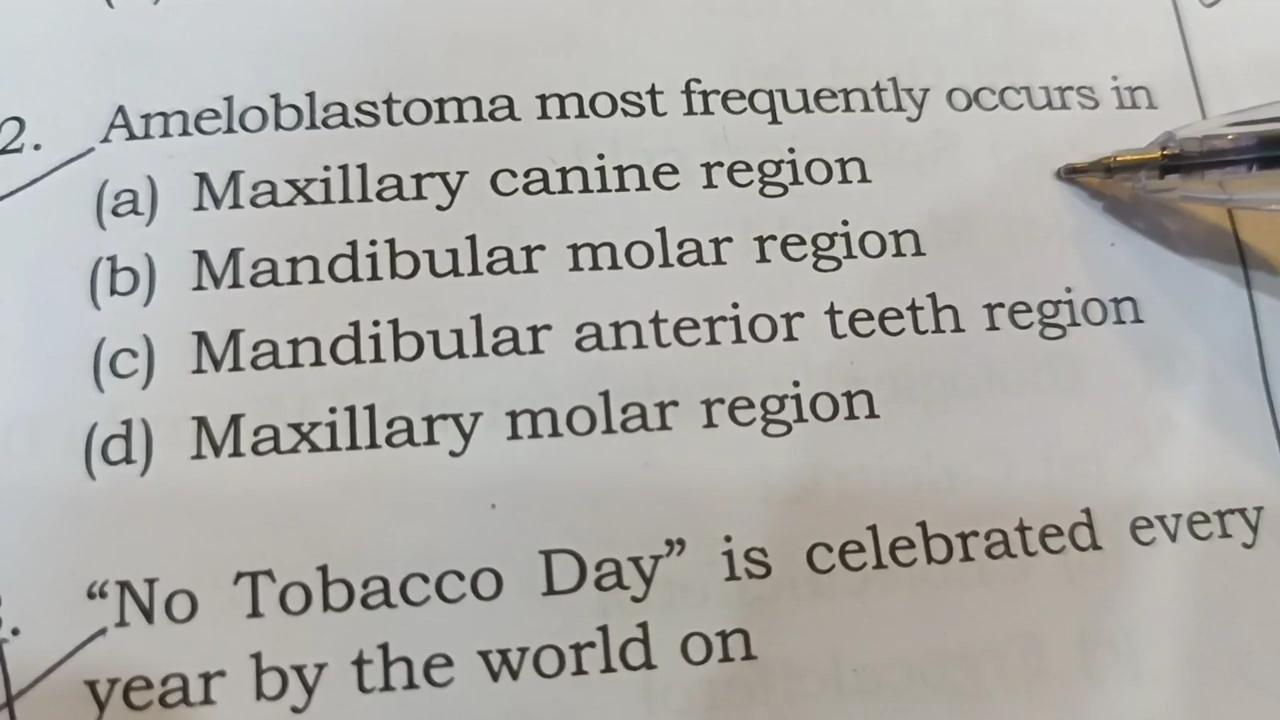 2. Ameloblastoma most frequently occurs in
(a) Maxillary canine region
(b) Mandibular molar region
(c) Mandibular anterior teeth region
(d) Maxillary molar region
“No Tobacco Day” is celebrated every
year by the world on